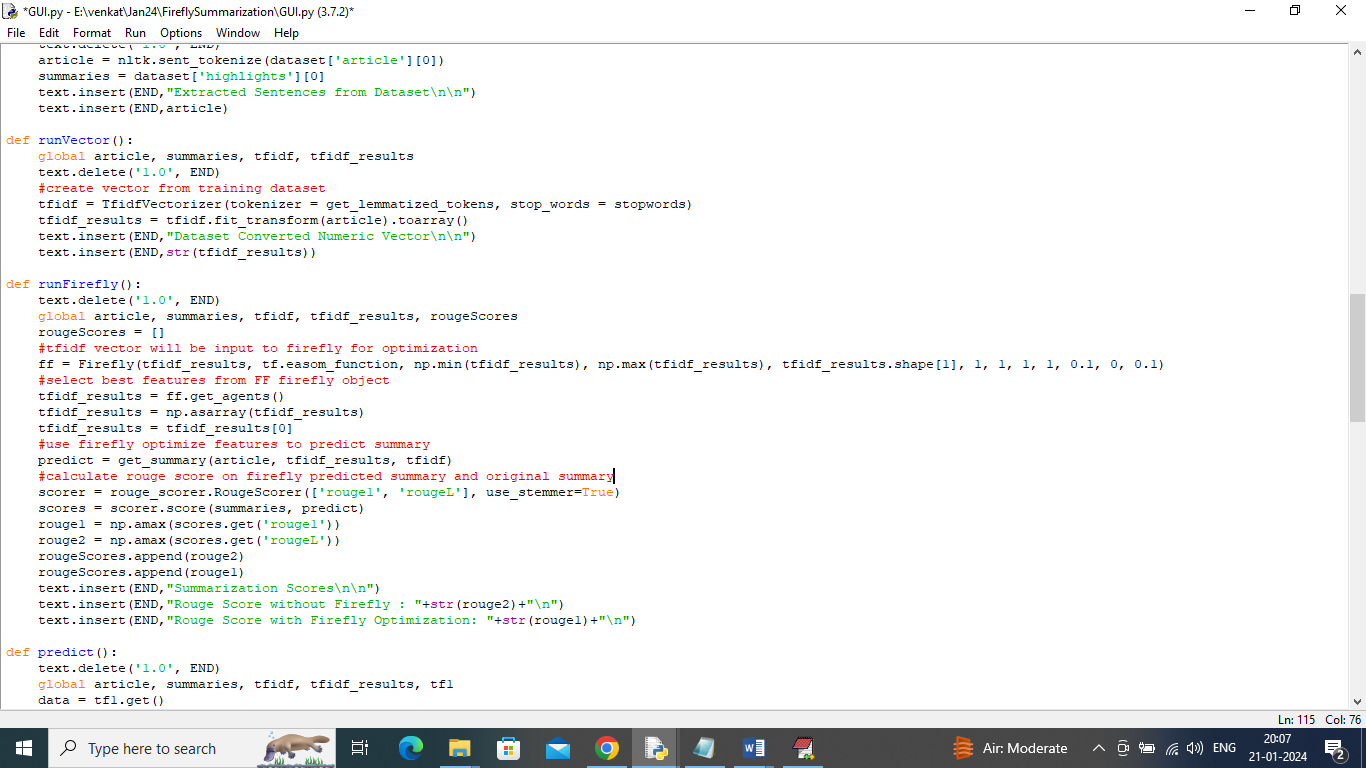 *GUI.py - E:\venkat\Jan24\FireflySummarization\GUI.py (3.7.2)*
File Edit Format Run Options Window Help
text.delete('1.0', END)
article = nltk.sent_tokenize(dataset['article'][0])
summaries = dataset['highlights'][0]
text.insert(END,"Extracted Sentences from Dataset\n\n")
text.insert(END,article)
def runVector():
global article, summaries, tfidf, tfidf_results
text.delete('1.0', END)
#create vector from training dataset
tfidf = TfidfVectorizer(tokenizer = get_lemmatized_tokens, stop_words = stopwords)
tfidf_results = tfidf.fit_transform(article).toarray()
text.insert(END,"Dataset Converted Numeric Vector\n\n")
text.insert(END,str(tfidf_results))
def runFirefly():
text.delete('1.0', END)
global article, summaries, tfidf, tfidf_results, rougeScores
rougeScores = []
#tfidf vector will be input to firefly for optimization
ff = Firefly(tfidf_results, tf.easom_function, np.min(tfidf_results), np.max(tfidf_results), tfidf_results.shape[1], 1, 1, 1, 1, 0.1, 0, 0.1)
#select best features from FF firefly object
tfidf_results = ff.get_agents()
tfidf_results = np.asarray(tfidf_results)
tfidf_results = tfidf_results[0]
#use firefly optimize features to predict summary
predict = get_summary(article, tfidf_results, tfidf)
#calculate rouge score on firefly predicted summary and original summary
scorer = rouge_scorer.RougeScorer(['rouge1', 'rougeL'], use_stemmer=True)
scores = scorer.score(summaries, predict)
rouge1 = np.amax(scores.get('rouge1'))
rouge2 = np.amax(scores.get('rougeL'))
rougeScores.append(rouge2)
rougeScores.append(rouge1)
text.insert(END,"Summarization Scores\n\n")
text.insert(END,"Rouge Score without Firefly : "+str(rouge2)+"\n")
text.insert(END,"Rouge Score with Firefly Optimization: "+str(rouge1)+"\n")
def predict():
text.delete('1.0', END)
global article, summaries, tfidf, tfidf_results, tf1
data = tf1.get()
Ln: 115 Col: 76
Type here to search
Air: Moderate
ENG
20:07
21-01-2024
2